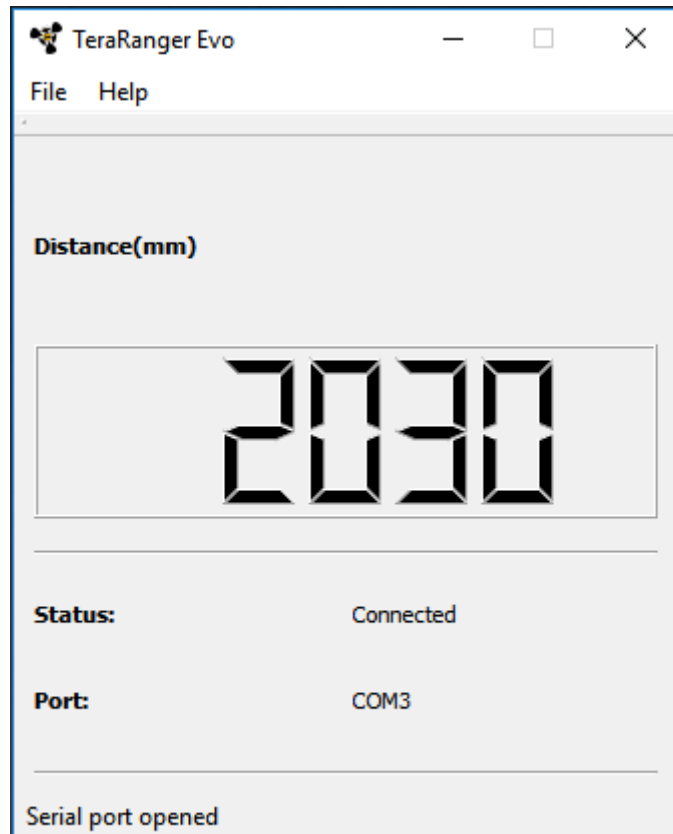 TeraRanger Evo
File Help
Distance(mm)
2030
Status: Connected
Port: COM3
Serial port opened